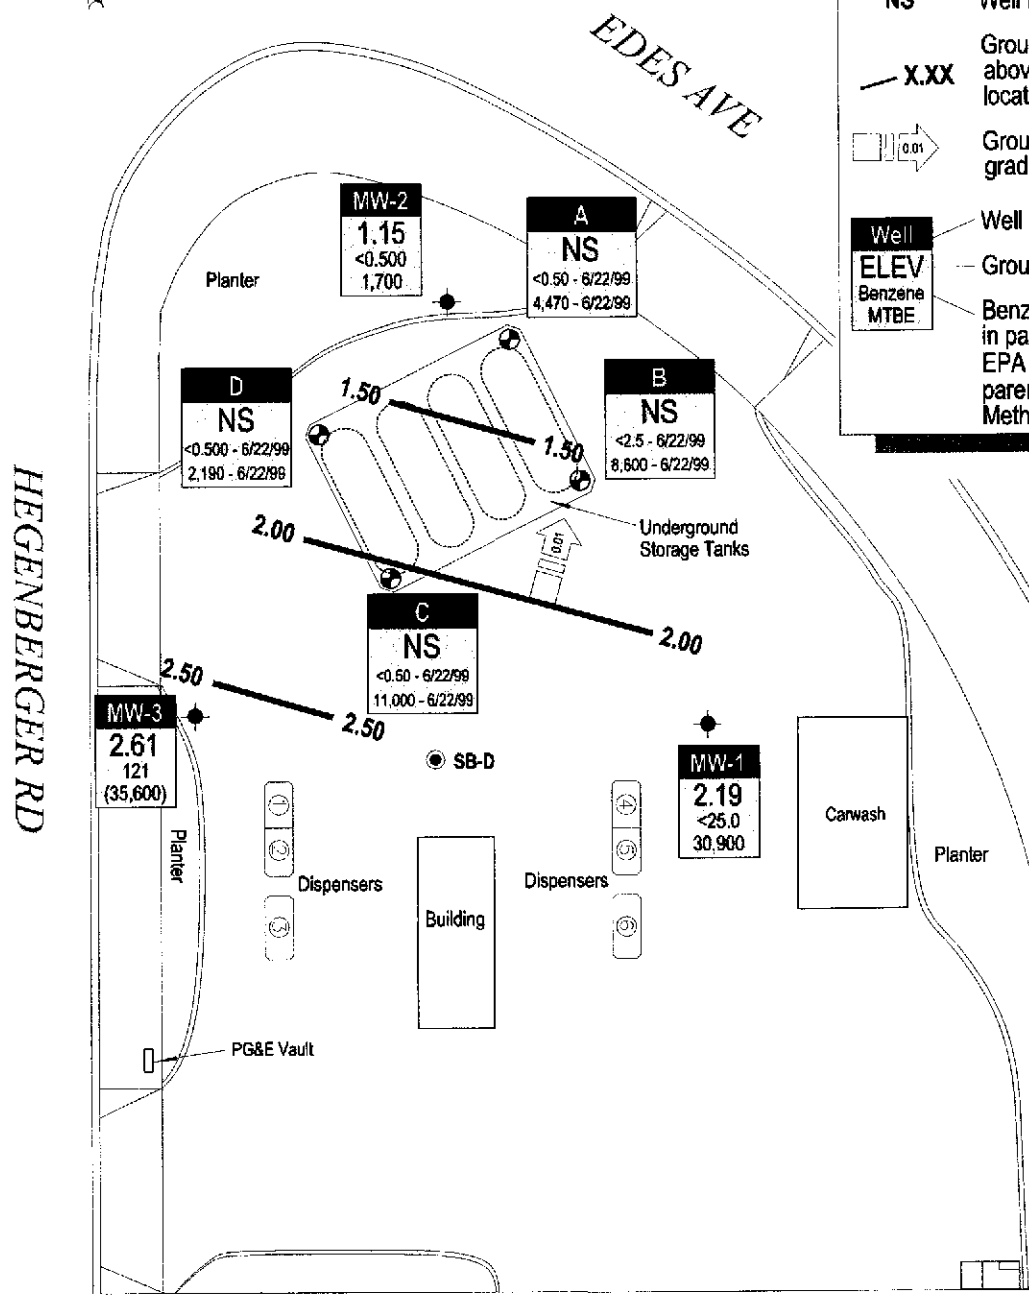 EDES AVE
NS
Well
X.XX
Grou
abov
locat
0.01
Grou
grad
Well
ELEV
Benzene
MTBE
Well
Grou
Benz
in pa
EPA
paren
Meth
MW-2
1.15
<0.500
1,700
A
NS
<0.50 - 6/22/99
4,470 - 6/22/99
Planter
D
NS
<0.500 - 6/22/99
2,190 - 6/22/99
1.50
1.50
B
NS
<2.5 - 6/22/99
8,600 - 6/22/99
HEGENBERGER RD
2.00
2.00
0.01
Underground
Storage Tanks
C
NS
<0.50 - 6/22/99
11,000 - 6/22/99
2.50
2.50
MW-3
2.61
121
(35,600)
SB-D
MW-1
2.19
<25.0
30,900
Carwash
Planter
Planter
1
2
3
Dispensers
Building
Dispensers
4
5
6
PG&E Vault